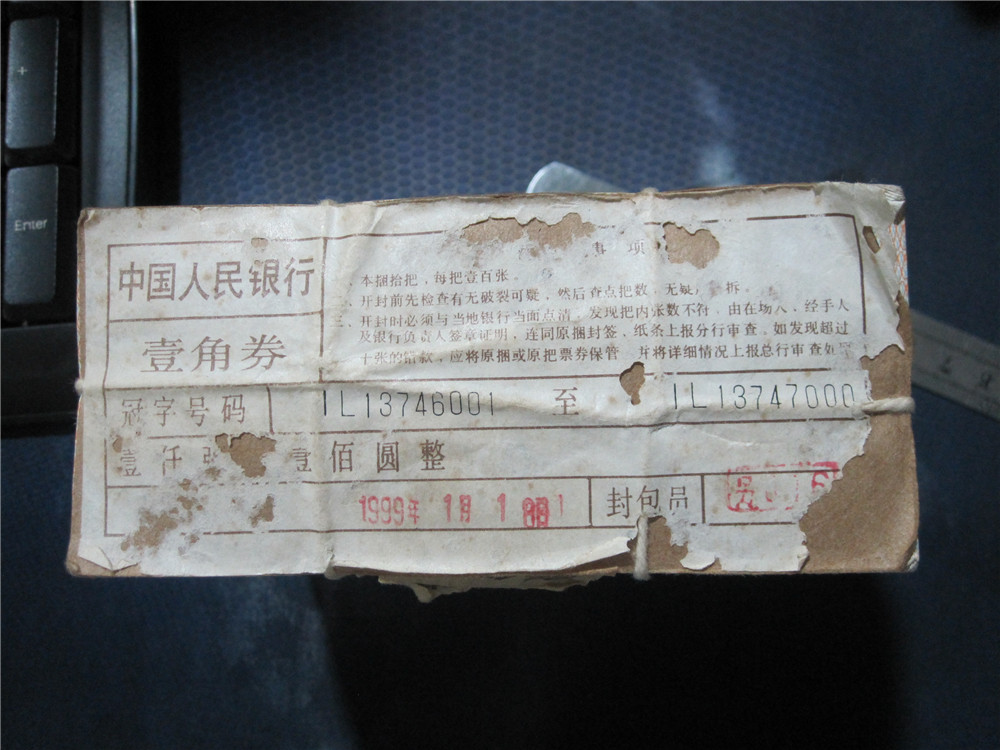 Enter
事项
中国人民银行
本捆拾把，每把壹百张。
二、开封前先检查有无破裂可疑，然后查点把数，无疑 拆。
三、开封时必须与当地银行当面点清，发现把内张数不符，由在场人、经手人
及银行负责人签章证明，连同原捆封签、纸条上报分行审查。如发现超过
十张的错款，应将原捆或原把票券保管，并将详细情况上报总行审查
壹角券
冠字号码 IL13746001 至 IL13747000
壹仟 壹佰圆整
1999年 1月 1 封包员